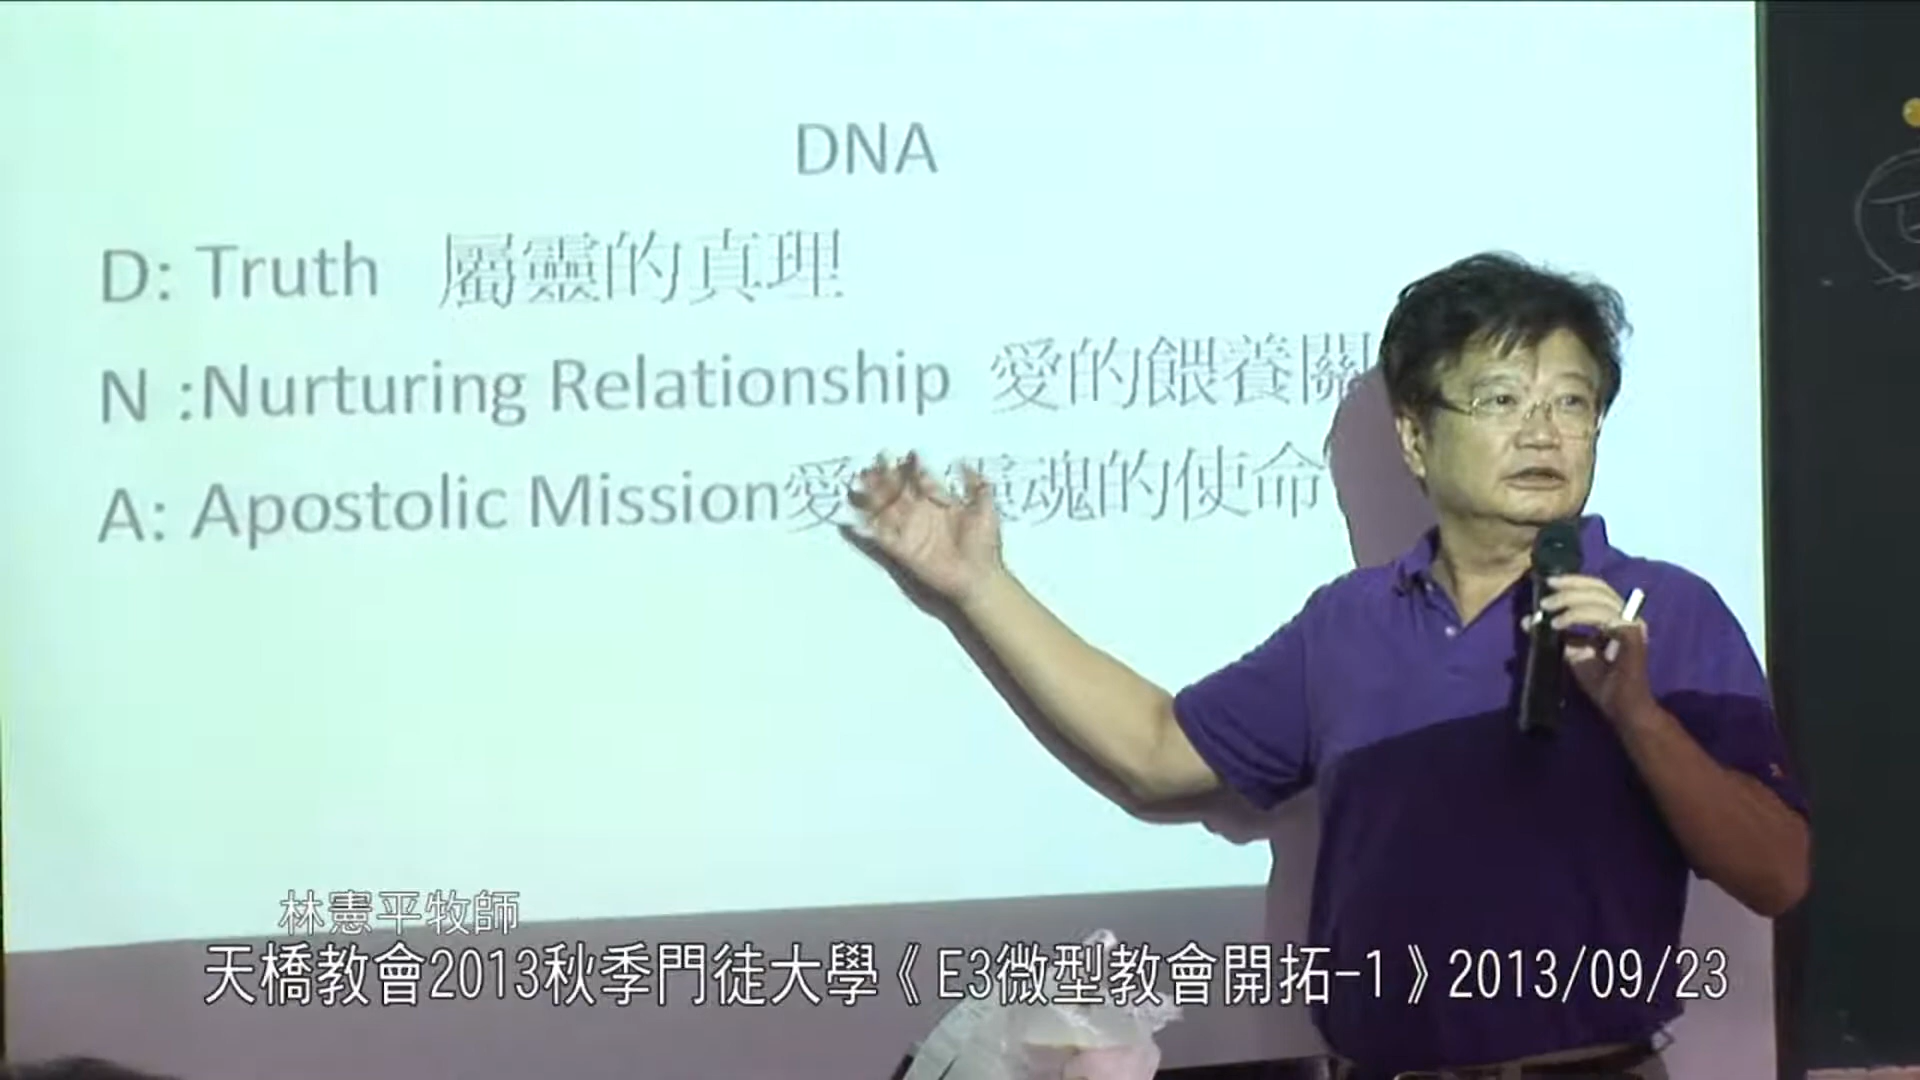 DNA
D: Truth 屬靈的真理
N :Nurturing Relationship 愛的餵養關
A: Apostolic Mission愛 靈魂的使命
林憲平牧師
天橋教會2013秋季門徒大學《E3微型教會開拓-1》2013/09/23